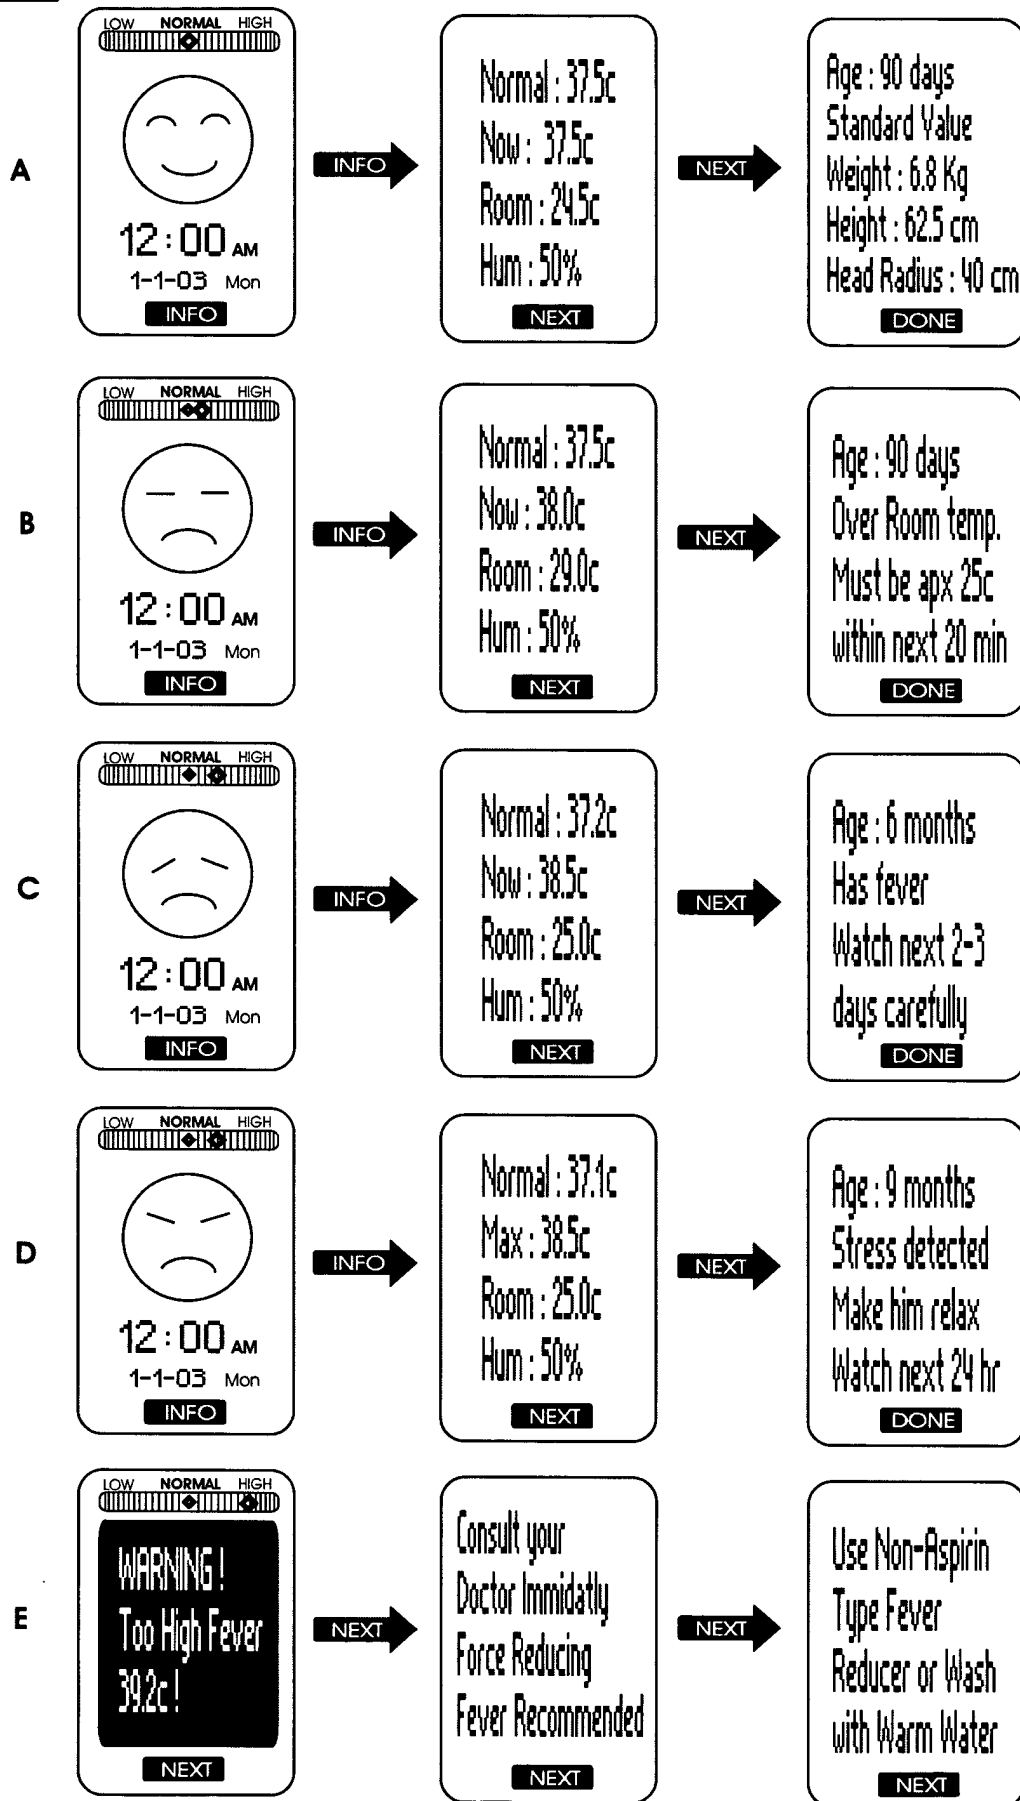 A
LOW NORMAL HIGH
12:00 AM
1-1-03 Mon
INFO
INFO
Normal : 37.5c
Now : 37.5c
Room : 24.5c
Hum : 50%
NEXT
NEXT
Age : 90 days
Standard Value
Weight : 6.8 Kg
Height : 62.5 cm
Head Radius : 40 cm
DONE
B
LOW NORMAL HIGH
12:00 AM
1-1-03 Mon
INFO
INFO
Normal : 37.5c
Now : 38.0c
Room : 29.0c
Hum : 50%
NEXT
NEXT
Age : 90 days
Over Room temp.
Must be apx 25c
within next 20 min
DONE
C
LOW NORMAL HIGH
12:00 AM
1-1-03 Mon
INFO
INFO
Normal : 37.2c
Now : 38.5c
Room : 25.0c
Hum : 50%
NEXT
NEXT
Age : 6 months
Has fever
Watch next 2-3
days carefully
DONE
D
LOW NORMAL HIGH
12:00 AM
1-1-03 Mon
INFO
INFO
Normal : 37.1c
Max : 38.5c
Room : 25.0c
Hum : 50%
NEXT
NEXT
Age : 9 months
Stress detected
Make him relax
Watch next 24 hr
DONE
E
LOW NORMAL HIGH
WARNING !
Too High Fever
39.2c !
NEXT
NEXT
Consult your
Doctor Immidatly
Force Reducing
Fever Recommended
NEXT
NEXT
Use Non-Aspirin
Type Fever
Reducer or Wash
with Warm Water
NEXT